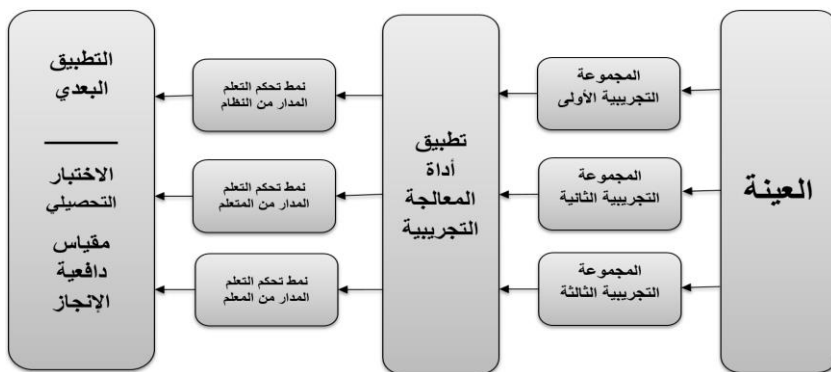 العينة
المجموعة
التجريبية الأولى
المجموعة
التجريبية الثانية
المجموعة
التجريبية الثالثة
تطبيق
أداة
المعالجة
التجريبية
نمط تحكم التعلم
المدار من النظام
نمط تحكم التعلم
المدار من المتعلم
نمط تحكم التعلم
المدار من المعلم
التطبيق
البعدي
الاختبار
التحصيلي
مقياس
دافعية
الإنجاز